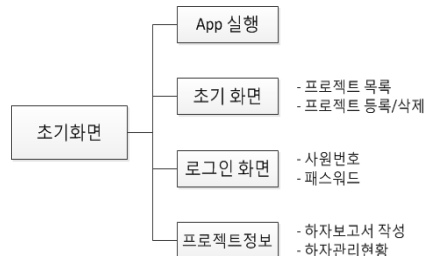 App 실행
초기 화면
- 프로젝트 목록
- 프로젝트 등록/삭제
초기화면
로그인 화면
- 사원번호
- 패스워드
프로젝트정보
- 하자보고서 작성
- 하자관리현황